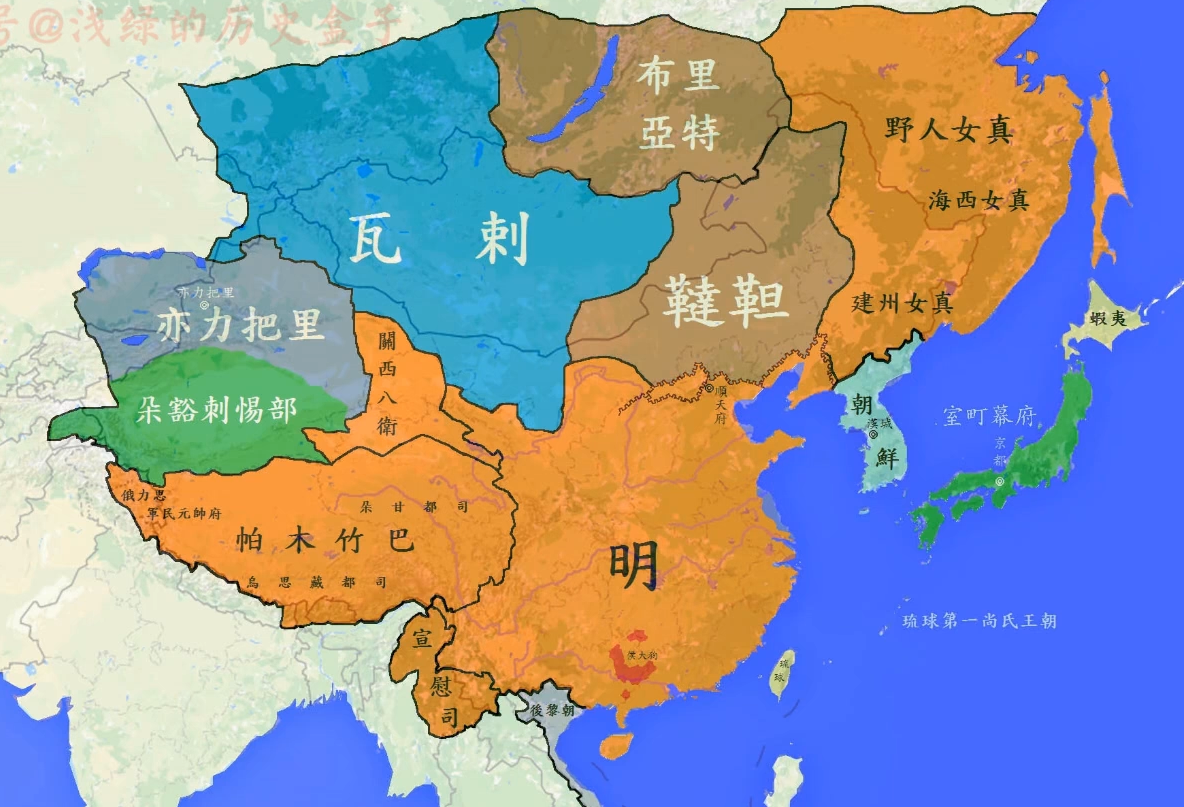 号@浅绿的历史盒子
布里
亞特
野人女真
海西女真
瓦剌
韃靼
建州女真
亦力把里
亦力把里
關西八衛
朵豁剌惕部
蝦夷
順天府
朝鮮
漢城
室町幕府
京都
俄力思
軍民元帥府
朵甘都司
帕木竹巴
烏思藏都司
明
琉球第一尚氏王朝
宣慰司
僕大狗
琉球
後黎朝